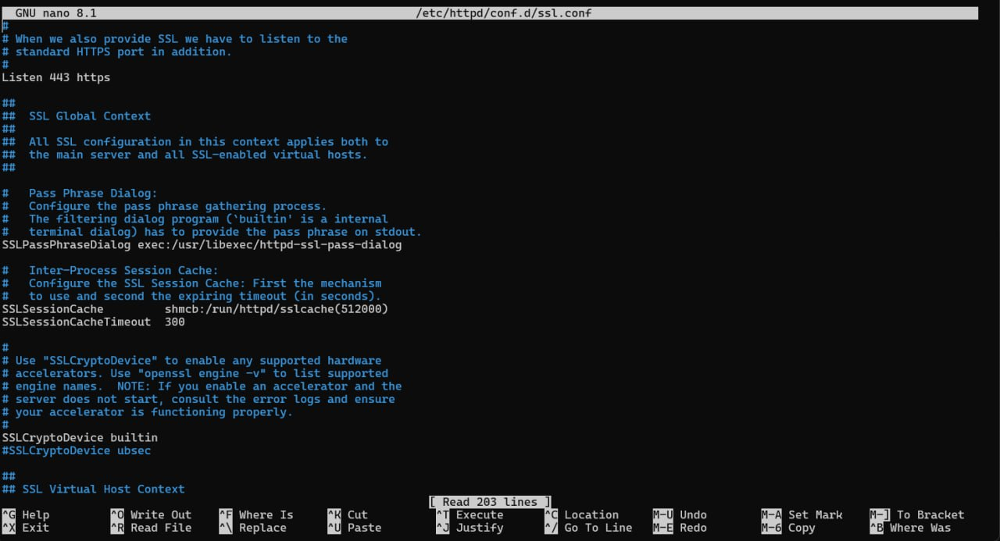 GNU nano 8.1 /etc/httpd/conf.d/ssl.conf
#
# When we also provide SSL we have to listen to the
# standard HTTPS port in addition.
#
Listen 443 https
##
##  SSL Global Context
##
##  All SSL configuration in this context applies both to
##  the main server and all SSL-enabled virtual hosts.
##
#   Pass Phrase Dialog:
#   Configure the pass phrase gathering process.
#   The filtering dialog program (`builtin' is a internal
#   terminal dialog) has to provide the pass phrase on stdout.
SSLPassPhraseDialog exec:/usr/libexec/httpd-ssl-pass-dialog
#   Inter-Process Session Cache:
#   Configure the SSL Session Cache: First the mechanism
#   to use and second the expiring timeout (in seconds).
SSLSessionCache         shmcb:/run/httpd/sslcache(512000)
SSLSessionCacheTimeout  300
#
# Use "SSLCryptoDevice" to enable any supported hardware
# accelerators. Use "openssl engine -v" to list supported
# engine names.  NOTE: If you enable an accelerator and the
# server does not start, consult the error logs and ensure
# your accelerator is functioning properly.
#
SSLCryptoDevice builtin
#SSLCryptoDevice ubsec
##
## SSL Virtual Host Context
[ Read 203 lines ]
^G Help ^O Write Out ^F Where Is ^K Cut ^T Execute ^C Location M-U Undo M-A Set Mark M-] To Bracket
^X Exit ^R Read File ^\ Replace ^U Paste ^J Justify ^/ Go To Line M-E Redo M-6 Copy ^B Where Was